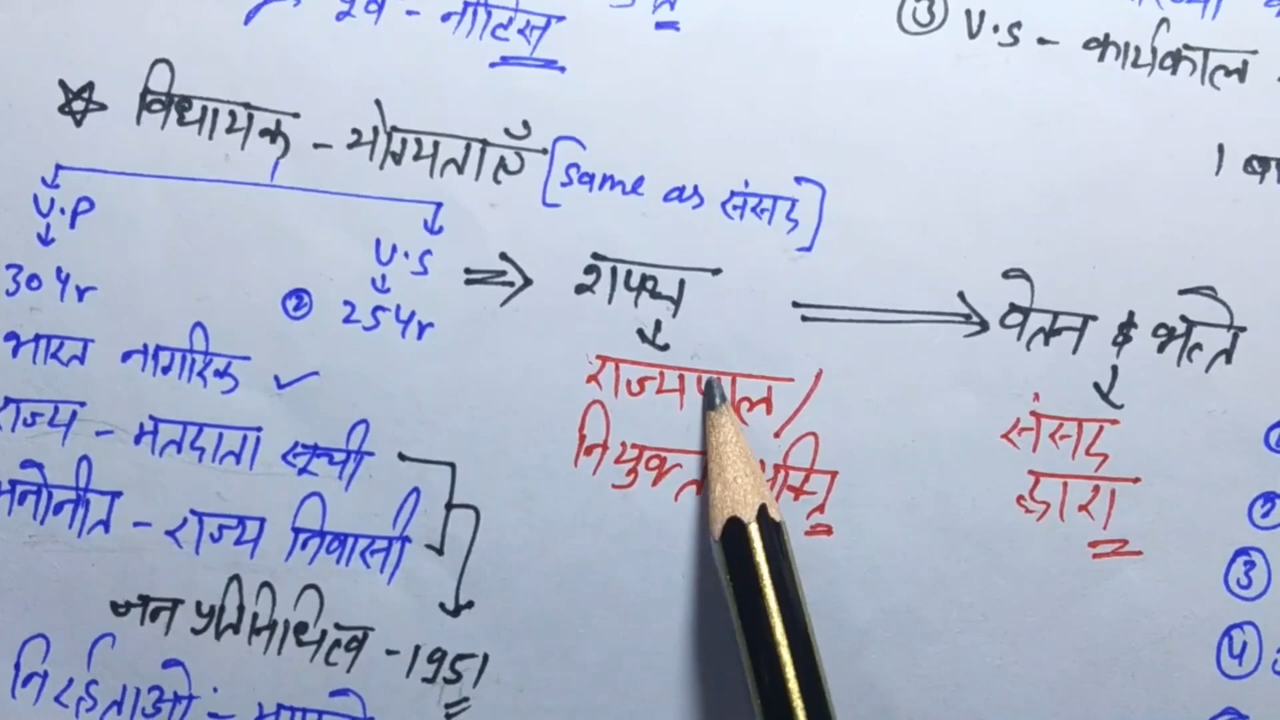 पूर्व - नोटिस
③ V.S - कार्यकाल
☆ विधायक - योग्यताएँ [Same as संसद]
V.P
V.S
30 Yr
② 25 Yr
भारत नागरिक ✓
राज्य - मतदाता सूची
मनोनीत - राज्य निवासी
जन प्रतिनिधित्व - 1951
⇒ शपथ
राज्यपाल /
नियुक्त
वेतन & भत्ते
संसद
द्वारा
③
④